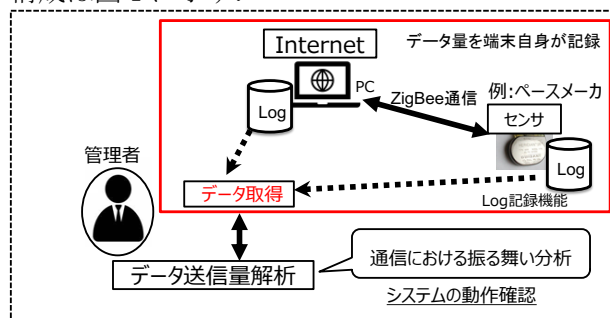 Internet
データ量を端末自身が記録
PC
ZigBee通信
例:ペースメーカ
センサ
Log
Log
管理者
データ取得
Log記録機能
データ送信量解析
通信における振る舞い分析
システムの動作確認